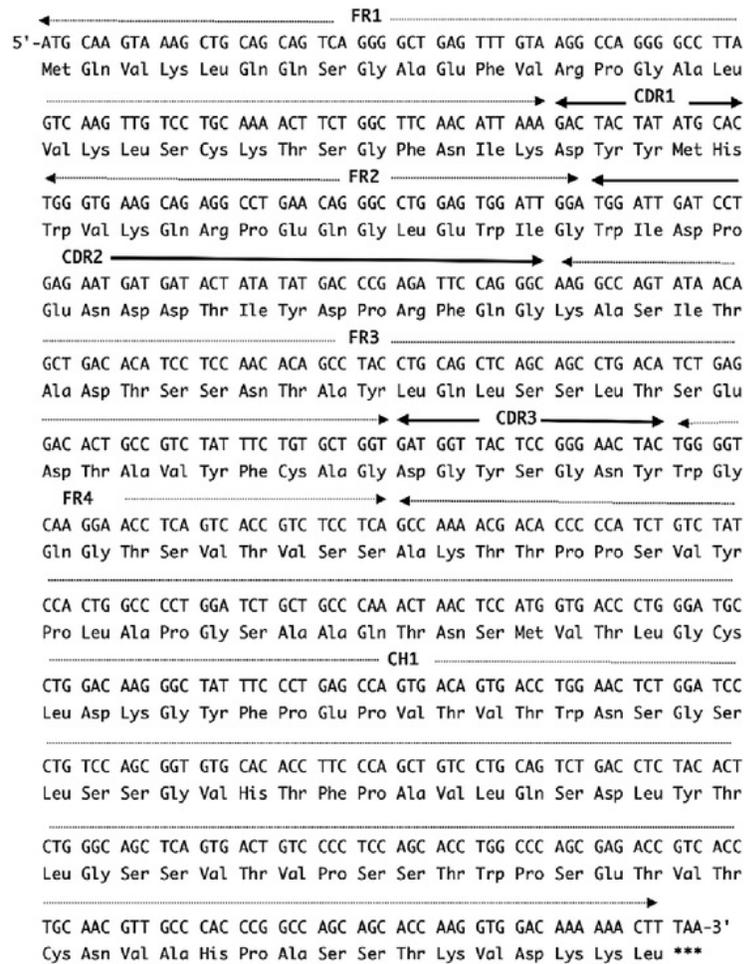 FR1
5'-ATG CAA GTA AAG CTG CAG CAG TCA GGG GCT GAG TTT GTA AGG CCA GGG GCC TTA
Met Gln Val Lys Leu Gln Gln Ser Gly Ala Glu Phe Val Arg Pro Gly Ala Leu
CDR1
GTC AAG TTG TCC TGC AAA ACT TCT GGC TTC AAC ATT AAA GAC TAC TAT ATG CAC
Val Lys Leu Ser Cys Lys Thr Ser Gly Phe Asn Ile Lys Asp Tyr Tyr Met His
FR2
TGG GTG AAG CAG AGG CCT GAA CAG GGC CTG GAG TGG ATT GGA TGG ATT GAT CCT
Trp Val Lys Gln Arg Pro Glu Gln Gly Leu Glu Trp Ile Gly Trp Ile Asp Pro
CDR2
GAG AAT GAT GAT ACT ATA TAT GAC CCG AGA TTC CAG GGC AAG GCC AGT ATA ACA
Glu Asn Asp Asp Thr Ile Tyr Asp Pro Arg Phe Gln Gly Lys Ala Ser Ile Thr
FR3
GCT GAC ACA TCC TCC AAC ACA GCC TAC CTG CAG CTC AGC AGC CTG ACA TCT GAG
Ala Asp Thr Ser Ser Asn Thr Ala Tyr Leu Gln Leu Ser Ser Leu Thr Ser Glu
CDR3
GAC ACT GCC GTC TAT TTC TGT GCT GGT GAT GGT TAC TCC GGG AAC TAC TGG GGT
Asp Thr Ala Val Tyr Phe Cys Ala Gly Asp Gly Tyr Ser Gly Asn Tyr Trp Gly
FR4
CAA GGA ACC TCA GTC ACC GTC TCC TCA GCC AAA ACG ACA CCC CCA TCT GTC TAT
Gln Gly Thr Ser Val Thr Val Ser Ser Ala Lys Thr Thr Pro Pro Ser Val Tyr
CCA CTG GCC CCT GGA TCT GCT GCC CAA ACT AAC TCC ATG GTG ACC CTG GGA TGC
Pro Leu Ala Pro Gly Ser Ala Ala Gln Thr Asn Ser Met Val Thr Leu Gly Cys
CH1
CTG GAC AAG GGC TAT TTC CCT GAG CCA GTG ACA GTG ACC TGG AAC TCT GGA TCC
Leu Asp Lys Gly Tyr Phe Pro Glu Pro Val Thr Val Thr Trp Asn Ser Gly Ser
CTG TCC AGC GGT GTG CAC ACC TTC CCA GCT GTC CTG CAG TCT GAC CTC TAC ACT
Leu Ser Ser Gly Val His Thr Phe Pro Ala Val Leu Gln Ser Asp Leu Tyr Thr
CTG GGC AGC TCA GTG ACT GTC CCC TCC AGC ACC TGG CCC AGC GAG ACC GTC ACC
Leu Gly Ser Ser Val Thr Val Pro Ser Ser Thr Trp Pro Ser Glu Thr Val Thr
TGC AAC GTT GCC CAC CCG GCC AGC AGC ACC AAG GTG GAC AAA AAA CTT TAA-3'
Cys Asn Val Ala His Pro Ala Ser Ser Thr Lys Val Asp Lys Lys Leu ***